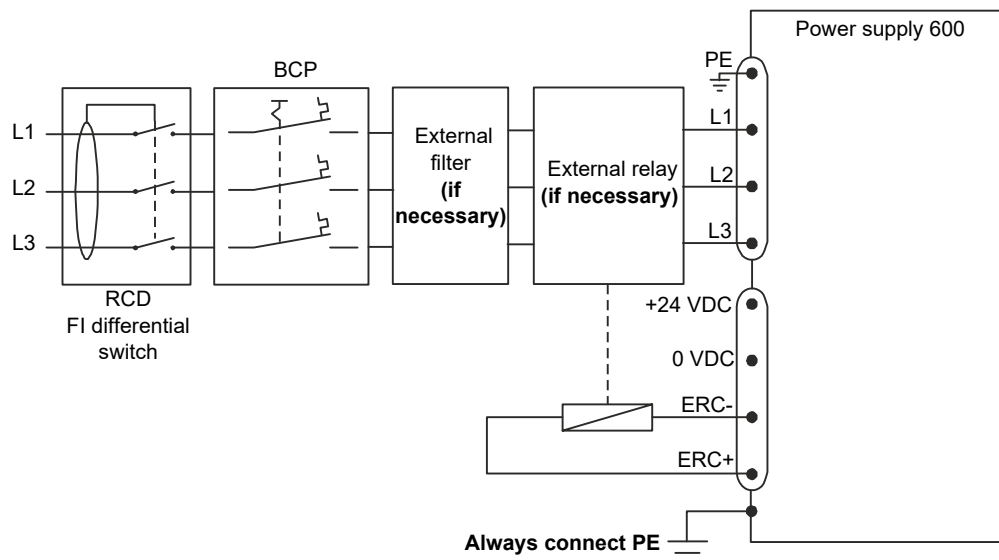 Power supply 600
BCP
PE
L1
L2
L3
External
filter
(if
necessary)
External relay
(if necessary)
L1
L2
L3
RCD
FI differential
switch
+24 VDC
0 VDC
ERC-
ERC+
Always connect PE